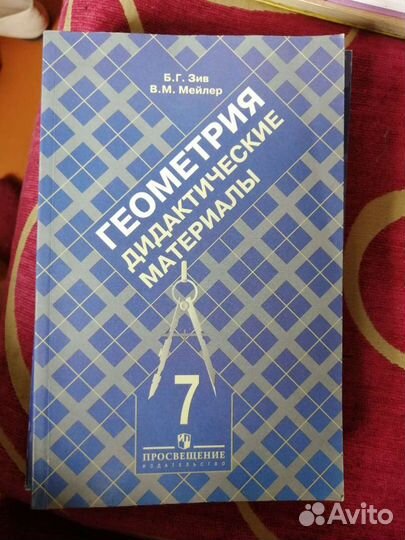 Б.Г. Зив
В.М. Мейлер
ГЕОМЕТРИЯ
ДИДАКТИЧЕСКИЕ
МАТЕРИАЛЫ
7
ПРОСВЕЩЕНИЕ
ИЗДАТЕЛЬСТВО
Avito